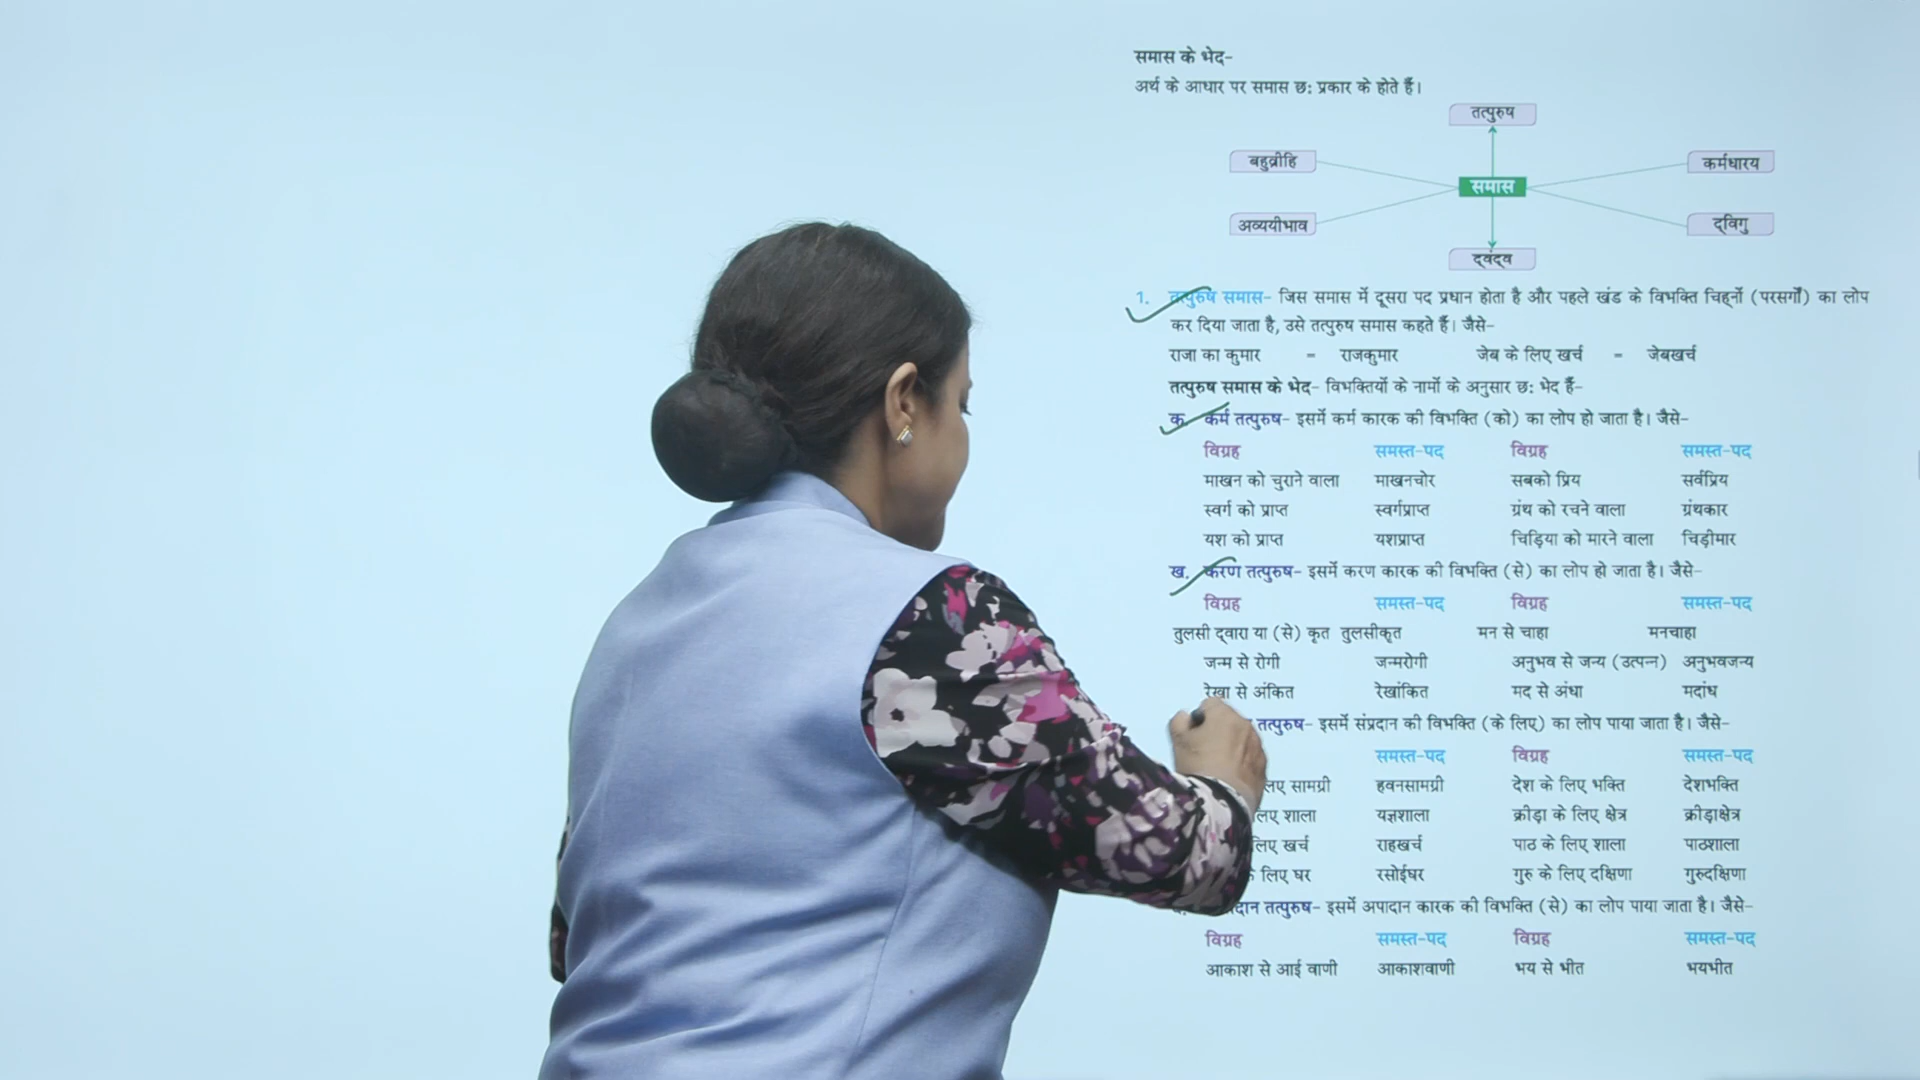 समास के भेद-
अर्थ के आधार पर समास छ: प्रकार के होते हैं।
तत्पुरुष
बहुव्रीहि
कर्मधारय
समास
अव्ययीभाव
द्विगु
द्वंद्व
1. तत्पुरुष समास- जिस समास में दूसरा पद प्रधान होता है और पहले खंड के विभक्ति चिह्नों (परसर्गों) का लोप
कर दिया जाता है, उसे तत्पुरुष समास कहते हैं। जैसे-
राजा का कुमार = राजकुमार जेब के लिए खर्च = जेबखर्च
तत्पुरुष समास के भेद- विभक्तियों के नामों के अनुसार छ: भेद हैं-
क. कर्म तत्पुरुष- इसमें कर्म कारक की विभक्ति (को) का लोप हो जाता है। जैसे-
विग्रह समस्त-पद विग्रह समस्त-पद
माखन को चुराने वाला माखनचोर सबको प्रिय सर्वप्रिय
स्वर्ग को प्राप्त स्वर्गप्राप्त ग्रंथ को रचने वाला ग्रंथकार
यश को प्राप्त यशप्राप्त चिड़िया को मारने वाला चिड़ीमार
ख. करण तत्पुरुष- इसमें करण कारक की विभक्ति (से) का लोप हो जाता है। जैसे-
विग्रह समस्त-पद विग्रह समस्त-पद
तुलसी द्वारा या (से) कृत तुलसीकृत मन से चाहा मनचाहा
जन्म से रोगी जन्मरोगी अनुभव से जन्य (उत्पन्न) अनुभवजन्य
रेखा से अंकित रेखांकित मद से अंधा मदांध
तत्पुरुष- इसमें संप्रदान की विभक्ति (के लिए) का लोप पाया जाता है। जैसे-
समस्त-पद विग्रह समस्त-पद
लिए सामग्री हवनसामग्री देश के लिए भक्ति देशभक्ति
लिए शाला यज्ञशाला क्रीड़ा के लिए क्षेत्र क्रीड़ाक्षेत्र
लिए खर्च राहखर्च पाठ के लिए शाला पाठशाला
लिए घर रसोईघर गुरु के लिए दक्षिणा गुरुदक्षिणा
तत्पुरुष- इसमें अपादान कारक की विभक्ति (से) का लोप पाया जाता है। जैसे-
विग्रह समस्त-पद विग्रह समस्त-पद
आकाश से आई वाणी आकाशवाणी भय से भीत भयभीत